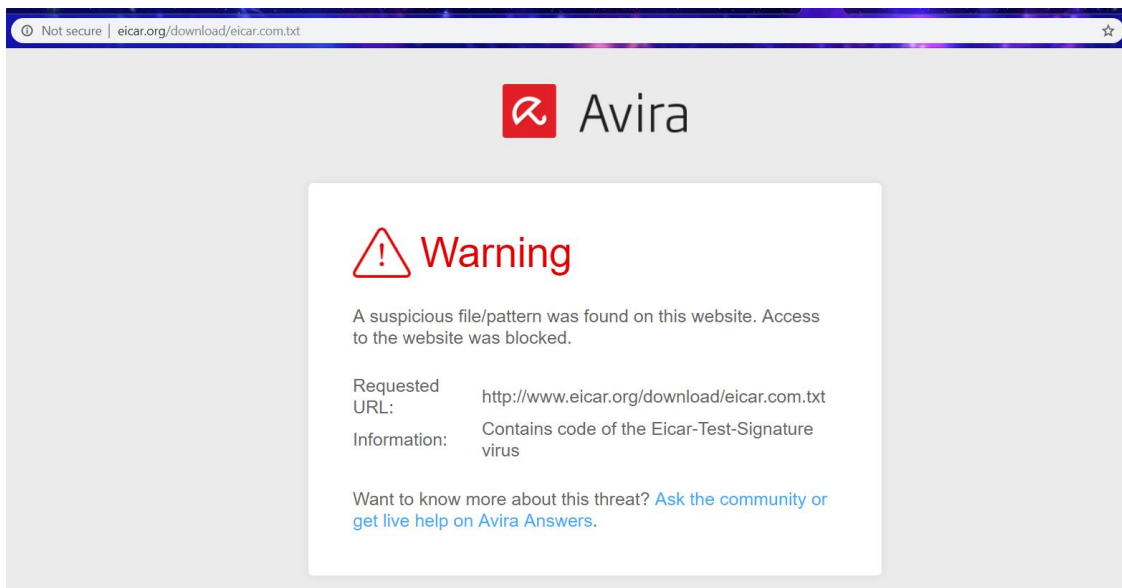 Not secure | eicar.org/download/eicar.com.txt
Avira
Warning
A suspicious file/pattern was found on this website. Access
to the website was blocked.
Requested
URL:
http://www.eicar.org/download/eicar.com.txt
Information:
Contains code of the Eicar-Test-Signature
virus
Want to know more about this threat? Ask the community or
get live help on Avira Answers.